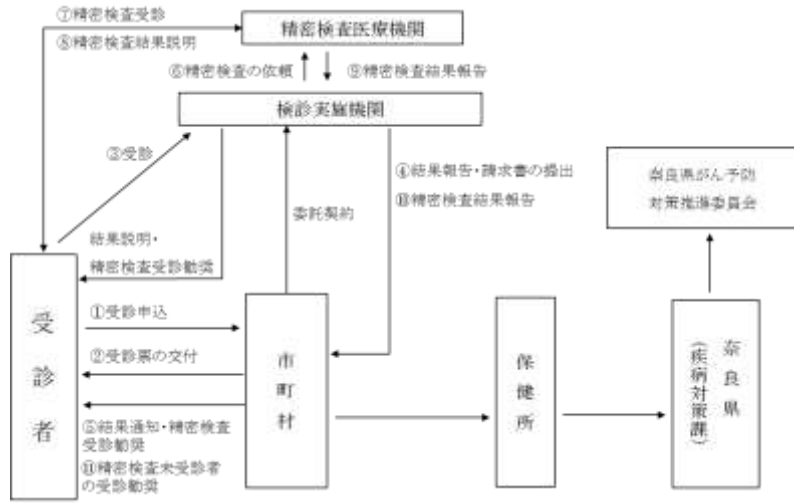 ⑦精密検査受診
⑧精密検査結果説明
精密検査医療機関
⑥精密検査の依頼
⑨精密検査結果報告
検診実施機関
③受診
④結果報告・請求書の提出
⑩精密検査結果報告
奈良県がん予防
対策推進委員会
委託契約
結果説明・
精密検査受診勧奨
受診者
①受診申込
②受診票の交付
⑤結果通知・精密検査
受診勧奨
⑪精密検査未受診者
の受診勧奨
市町村
保健所
奈良県
(疾病対策課)